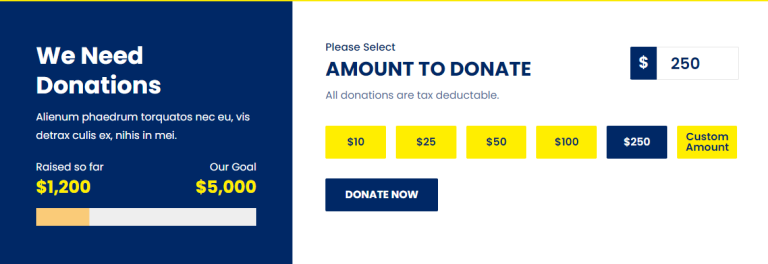 We Need
Donations
Alienum phaedrum torquatos nec eu, vis
detrax culis ex, nihis in mei.
Raised so far
Our Goal
$1,200
$5,000
Please Select
AMOUNT TO DONATE
All donations are tax deductable.
$ 250
$10
$25
$50
$100
$250
Custom
Amount
DONATE NOW